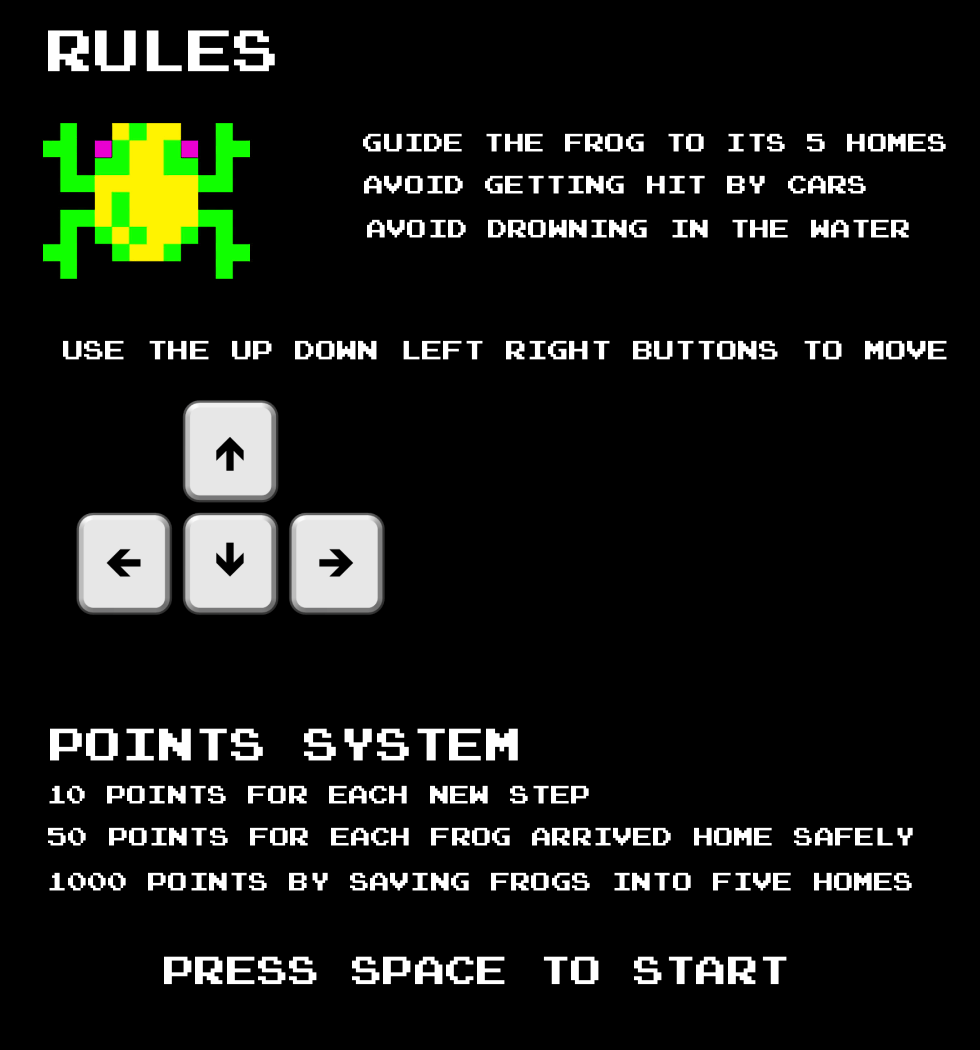 RULES
GUIDE THE FROG TO ITS 5 HOMES
AVOID GETTING HIT BY CARS
AVOID DROWNING IN THE WATER
USE THE UP DOWN LEFT RIGHT BUTTONS TO MOVE
↑
← ↓ →
POINTS SYSTEM
10 POINTS FOR EACH NEW STEP
50 POINTS FOR EACH FROG ARRIVED HOME SAFELY
1000 POINTS BY SAVING FROGS INTO FIVE HOMES
PRESS SPACE TO START